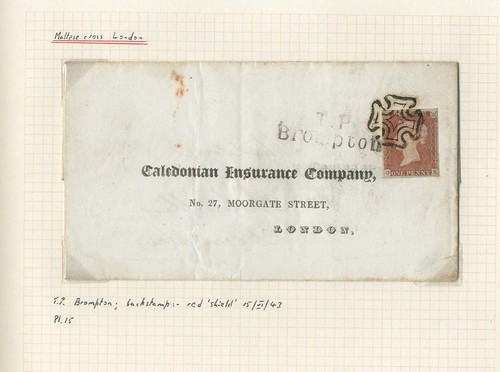 Maltese cross London
T.P
Brompton
ONE PENNY
Caledonian Insurance Company,
No. 27, MOORGATE STREET,
LONDON,
T.P. Brompton; backstamp:- red 'shield' 15/VI/43
Pl.15